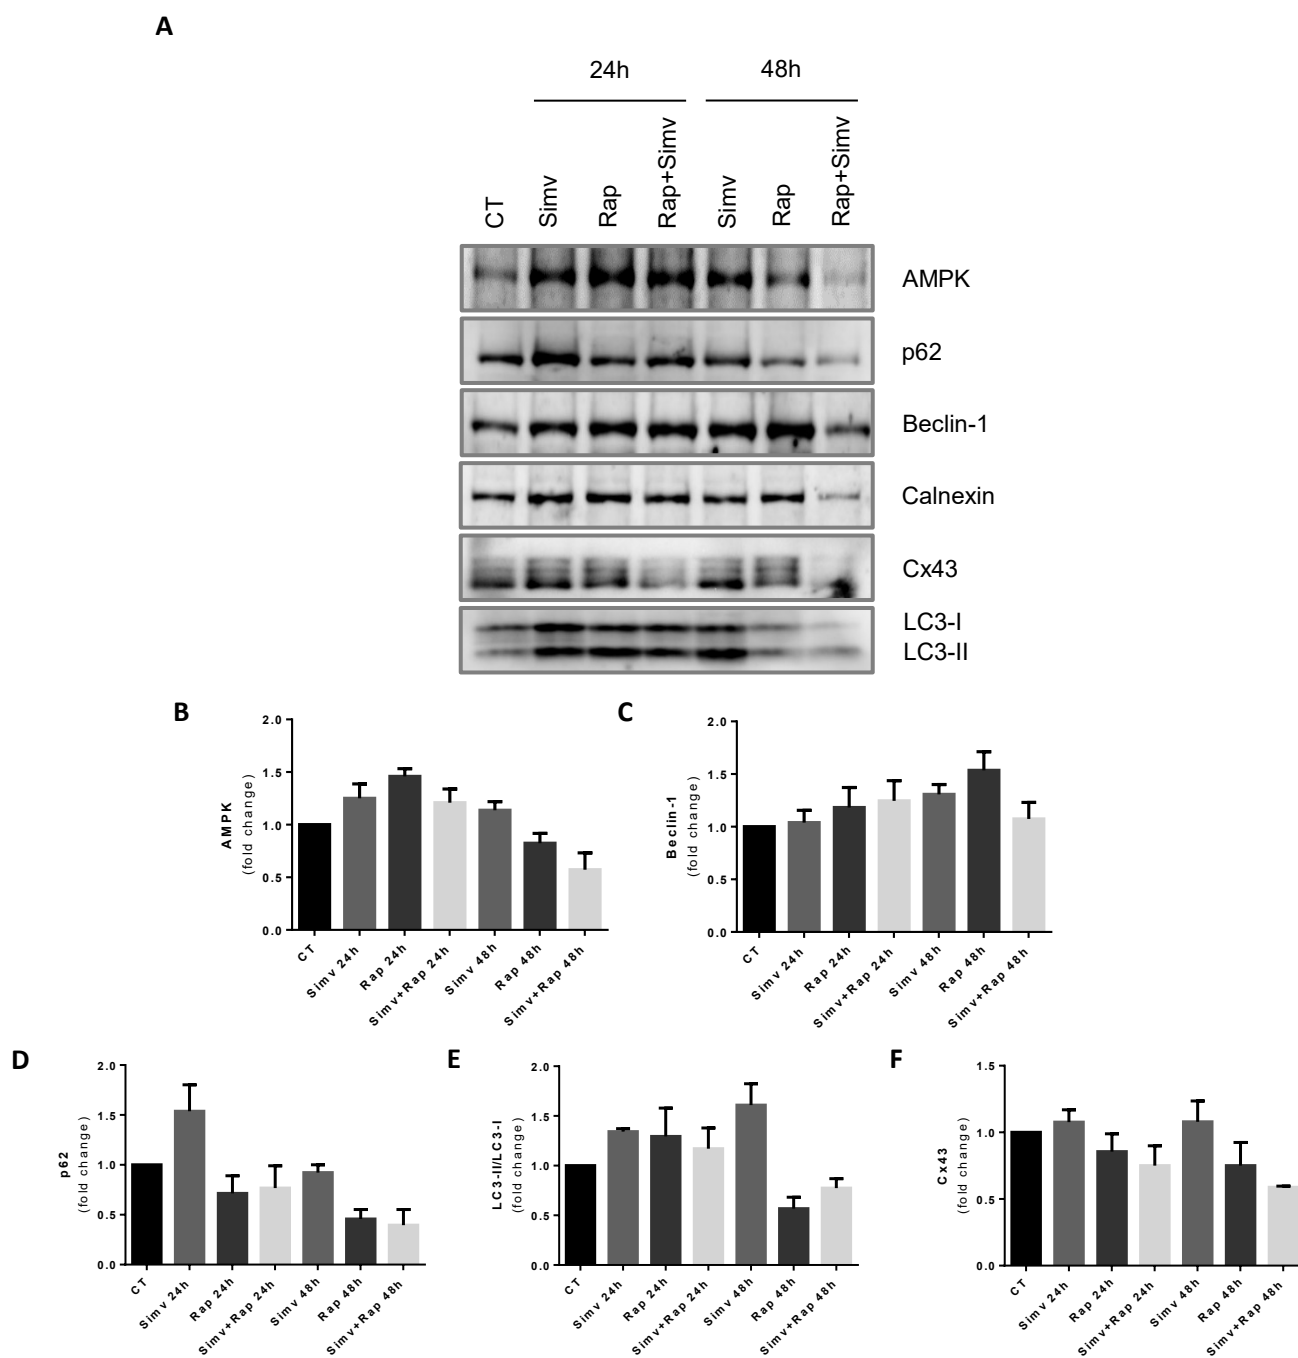 A
24h 48h
CT Simv Rap Rap+Simv Simv Rap Rap+Simv
AMPK
p62
Beclin-1
Calnexin
Cx43
LC3-I
LC3-II
B
AMPK
(fold change)
2.0
1.5
1.0
0.5
0.0
CT Simv 24h Rap 24h Simv+Rap 24h Simv 48h Rap 48h Simv+Rap 48h
C
Beclin-1
(fold change)
2.0
1.5
1.0
0.5
0.0
CT Simv 24h Rap 24h Simv+Rap 24h Simv 48h Rap 48h Simv+Rap 48h
D
p62
(fold change)
2.0
1.5
1.0
0.5
0.0
CT Simv 24h Rap 24h Simv+Rap 24h Simv 48h Rap 48h Simv+Rap 48h
E
LC3-II/LC3-I
(fold change)
2.0
1.5
1.0
0.5
0.0
CT Simv 24h Rap 24h Simv+Rap 24h Simv 48h Rap 48h Simv+Rap 48h
F
Cx43
(fold change)
1.5
1.0
0.5
0.0
CT Simv 24h Rap 24h Simv+Rap 24h Simv 48h Rap 48h Simv+Rap 48h